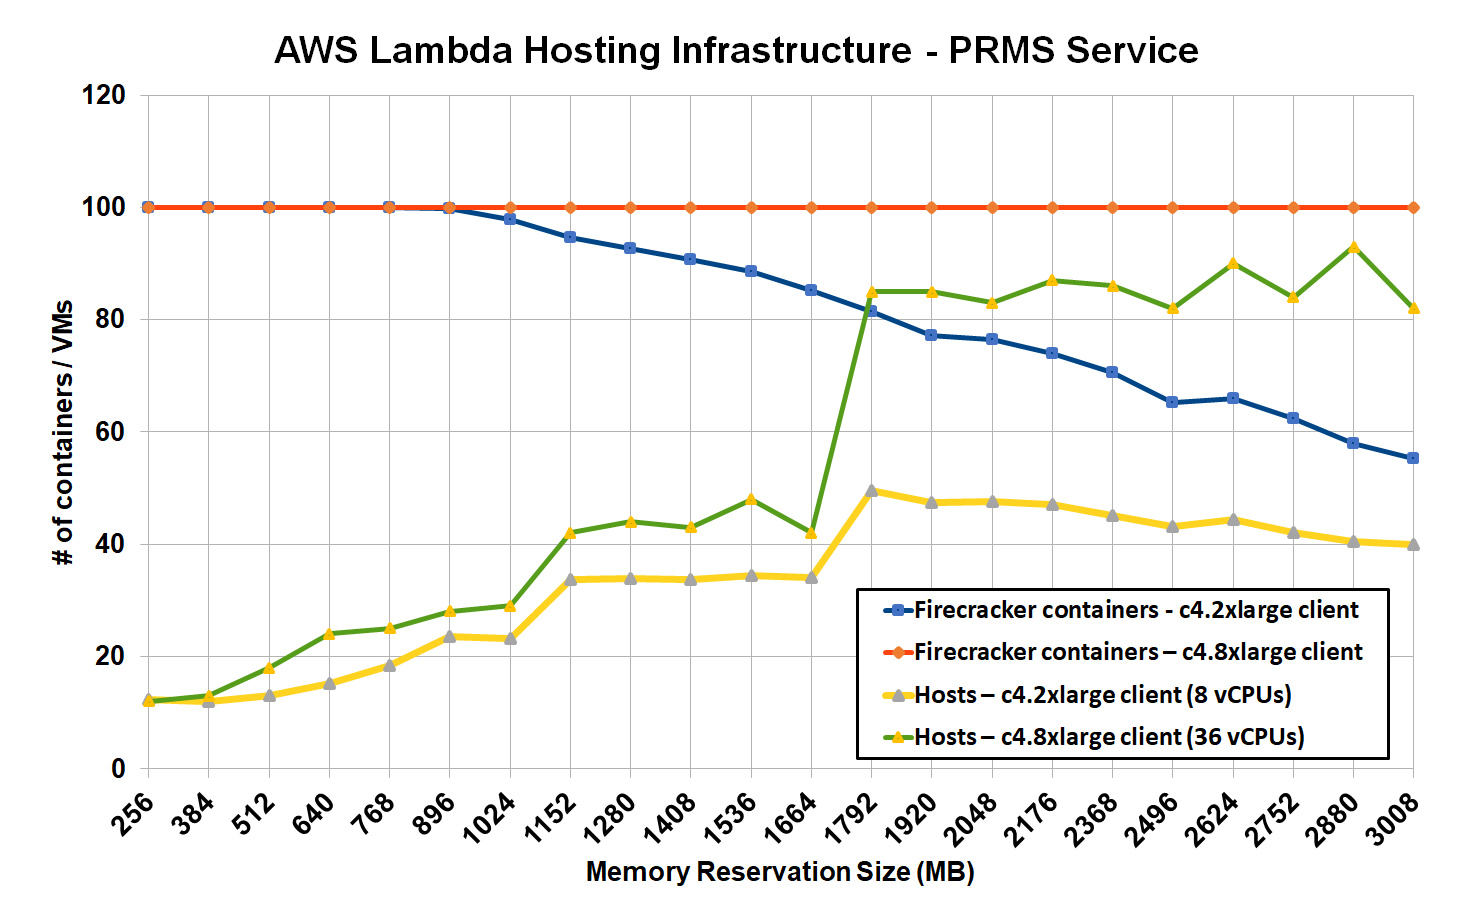 AWS Lambda Hosting Infrastructure - PRMS Service
# of containers / VMs
120
100
80
60
40
20
0
Firecracker containers - c4.2xlarge client
Firecracker containers – c4.8xlarge client
Hosts – c4.2xlarge client (8 vCPUs)
Hosts – c4.8xlarge client (36 vCPUs)
256 384 512 640 768 896 1024 1152 1280 1408 1536 1664 1792 1920 2048 2176 2368 2496 2624 2752 2880 3008
Memory Reservation Size (MB)